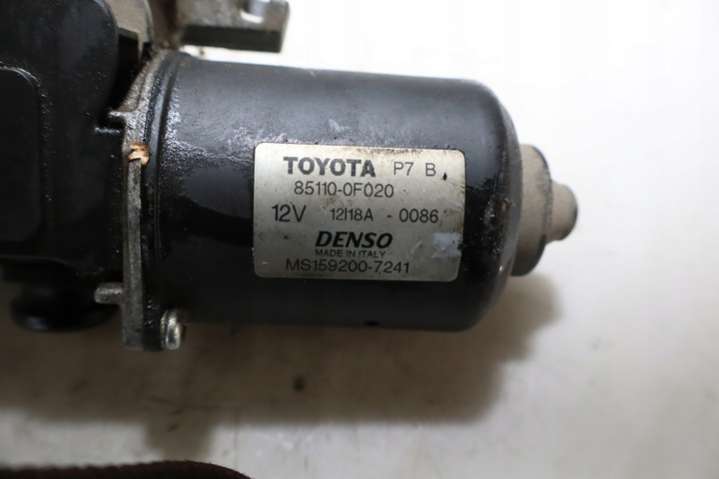 TOYOTA P7 B
85110-0F020
12V 12I18A - 0086
DENSO
MADE IN ITALY
MS159200-7241